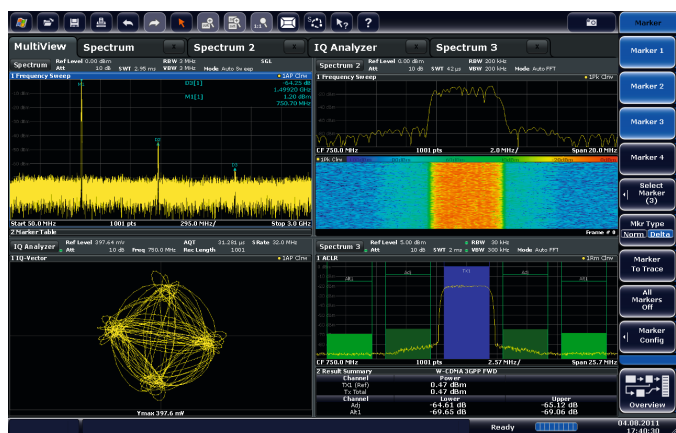 MultiView Spectrum x Spectrum 2 x IQ Analyzer x Spectrum 3 x
Marker
Marker 1
Marker 2
Marker 3
Marker 4
Select Marker (3)
Mkr Type
Norm Delta
Marker To Trace
All Markers Off
Marker Config
Overview
Spectrum Ref Level 0.00 dBm RBW 2 MHz SGL
Att 10 dB SWT 2.95 ms VBW 3 MHz Mode Auto Sweep
1 Frequency Sweep 1AP Clrw
M1
D2
D3
D3[1] -64.25 dB
1.49920 GHz
M1[1] 1.20 dBm
750.70 MHz
Start 50.0 MHz 1001 pts 295.0 MHz/ Stop 3.0 GHz
2 Marker Table
Spectrum 2 Ref Level 0.00 dBm RBW 200 kHz
Att 10 dB SWT 42 µs VBW 200 kHz Mode Auto FFT
1 Frequency Sweep 1Pk Clrw
CF 750.0 MHz 1001 pts 2.0 MHz/ Span 20.0 MHz
1Pk Clrw
Frame # 0
IQ Analyzer Ref Level 397.64 mV AQT 31.281 µs SRate 32.0 MHz
Att 10 dB Freq 750.0 MHz Rec Length 1001
1 IQ-Vector 1AP Clrw
Ymax 397.6 mV
Spectrum 3 Ref Level 5.00 dBm RBW 30 kHz
Att 10 dB SWT 2 ms VBW 300 kHz Mode Auto FFT
1 ACLR 1Rm Clrw
Alt1 Adj TX1 Adj Alt1
CF 750.0 MHz 1001 pts 2.57 MHz/ Span 25.7 MHz
2 Result Summary W-CDMA 3GPP FWD
Channel Power
TX1 (Ref) 0.47 dBm
Tx Total 0.47 dBm
Channel Lower Upper
Adj -64.61 dB -65.12 dB
Alt1 -69.65 dB -69.06 dB
Ready
04.08.2011
17:40:30